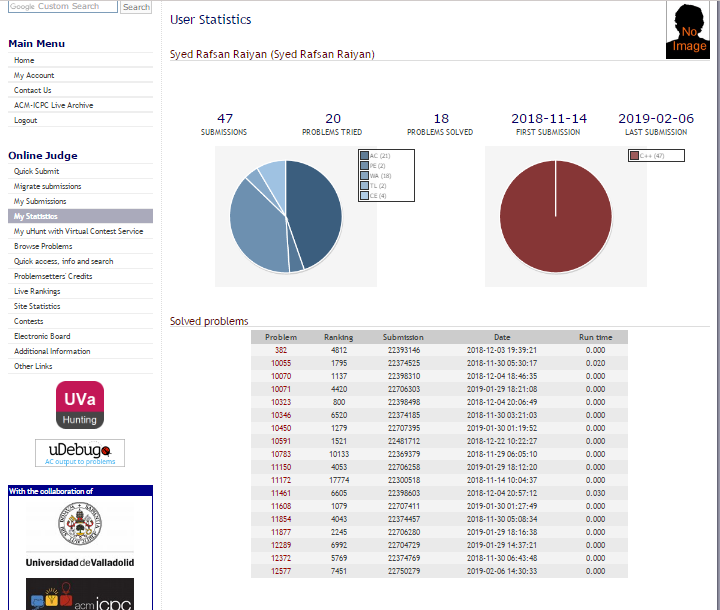 Google Custom Search Search
Main Menu
Home
My Account
Contact Us
ACM-ICPC Live Archive
Logout
Online Judge
Quick Submit
Migrate submissions
My Submissions
My Statistics
My uHunt with Virtual Contest Service
Browse Problems
Quick access, info and search
Problemsetters' Credits
Live Rankings
Site Statistics
Contests
Electronic Board
Additional Information
Other Links
UVa
Hunting
uDebug
AC output to problems
With the collaboration of
Universidad de Valladolid
acm icpc
User Statistics
No
Image
Syed Rafsan Raiyan (Syed Rafsan Raiyan)
47 20 18 2018-11-14 2019-02-06
SUBMISSIONS PROBLEMS TRIED PROBLEMS SOLVED FIRST SUBMISSION LAST SUBMISSION
AC (21)
PE (2)
WA (18)
TL (2)
CE (4)
C++ (47)
Solved problems
Problem Ranking Submission Date Run time
382 4812 22393146 2018-12-03 19:39:21 0.000
10055 1795 22374525 2018-11-30 05:30:17 0.020
10070 1137 22398310 2018-12-04 18:46:35 0.000
10071 4420 22706303 2019-01-29 18:21:08 0.000
10323 800 22398498 2018-12-04 20:06:49 0.000
10346 6520 22374185 2018-11-30 03:21:03 0.000
10450 1279 22707395 2019-01-30 01:19:52 0.000
10591 1521 22481712 2018-12-22 10:22:27 0.000
10783 10133 22369379 2018-11-29 06:05:10 0.000
11150 4053 22706258 2019-01-29 18:12:20 0.000
11172 17774 22300518 2018-11-14 10:04:37 0.000
11461 6605 22398603 2018-12-04 20:57:12 0.030
11608 1079 22707411 2019-01-30 01:27:49 0.000
11854 4043 22374457 2018-11-30 05:08:34 0.000
11877 2245 22706280 2019-01-29 18:16:38 0.000
12289 6992 22704729 2019-01-29 14:37:21 0.000
12372 5769 22374769 2018-11-30 06:43:48 0.000
12577 7451 22750279 2019-02-06 14:30:33 0.000